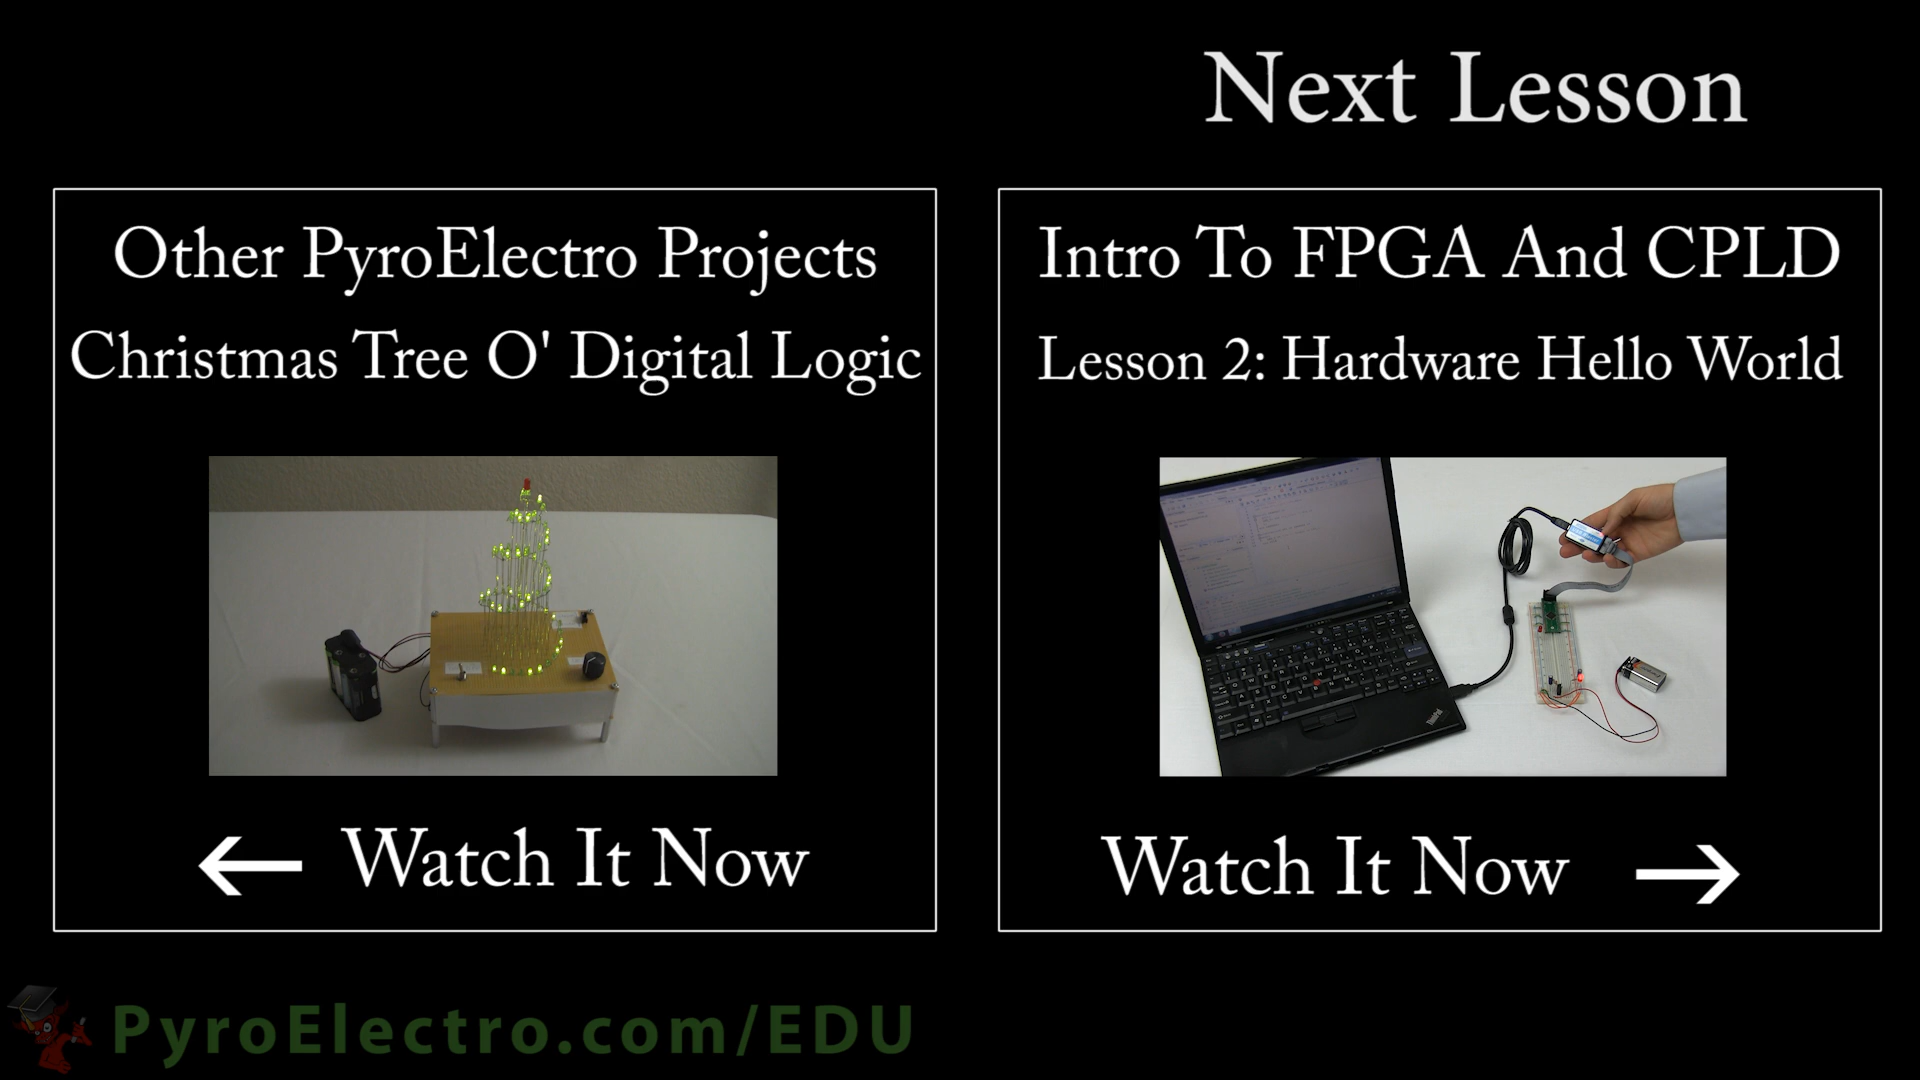 Next Lesson
Other PyroElectro Projects
Christmas Tree O' Digital Logic
Watch It Now
Intro To FPGA And CPLD
Lesson 2: Hardware Hello World
Watch It Now
ThinkPad
PyroElectro.com/EDU